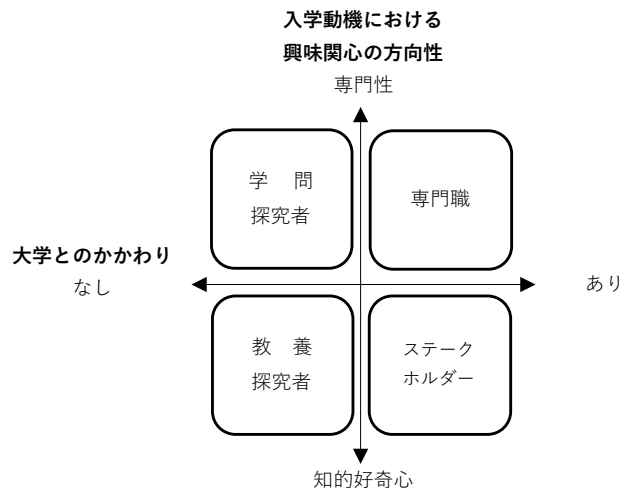 入学動機における
興味関心の方向性
専門性
学　問
探究者
専門職
大学とのかかわり
なし
あり
教　養
探究者
ステーク
ホルダー
知的好奇心